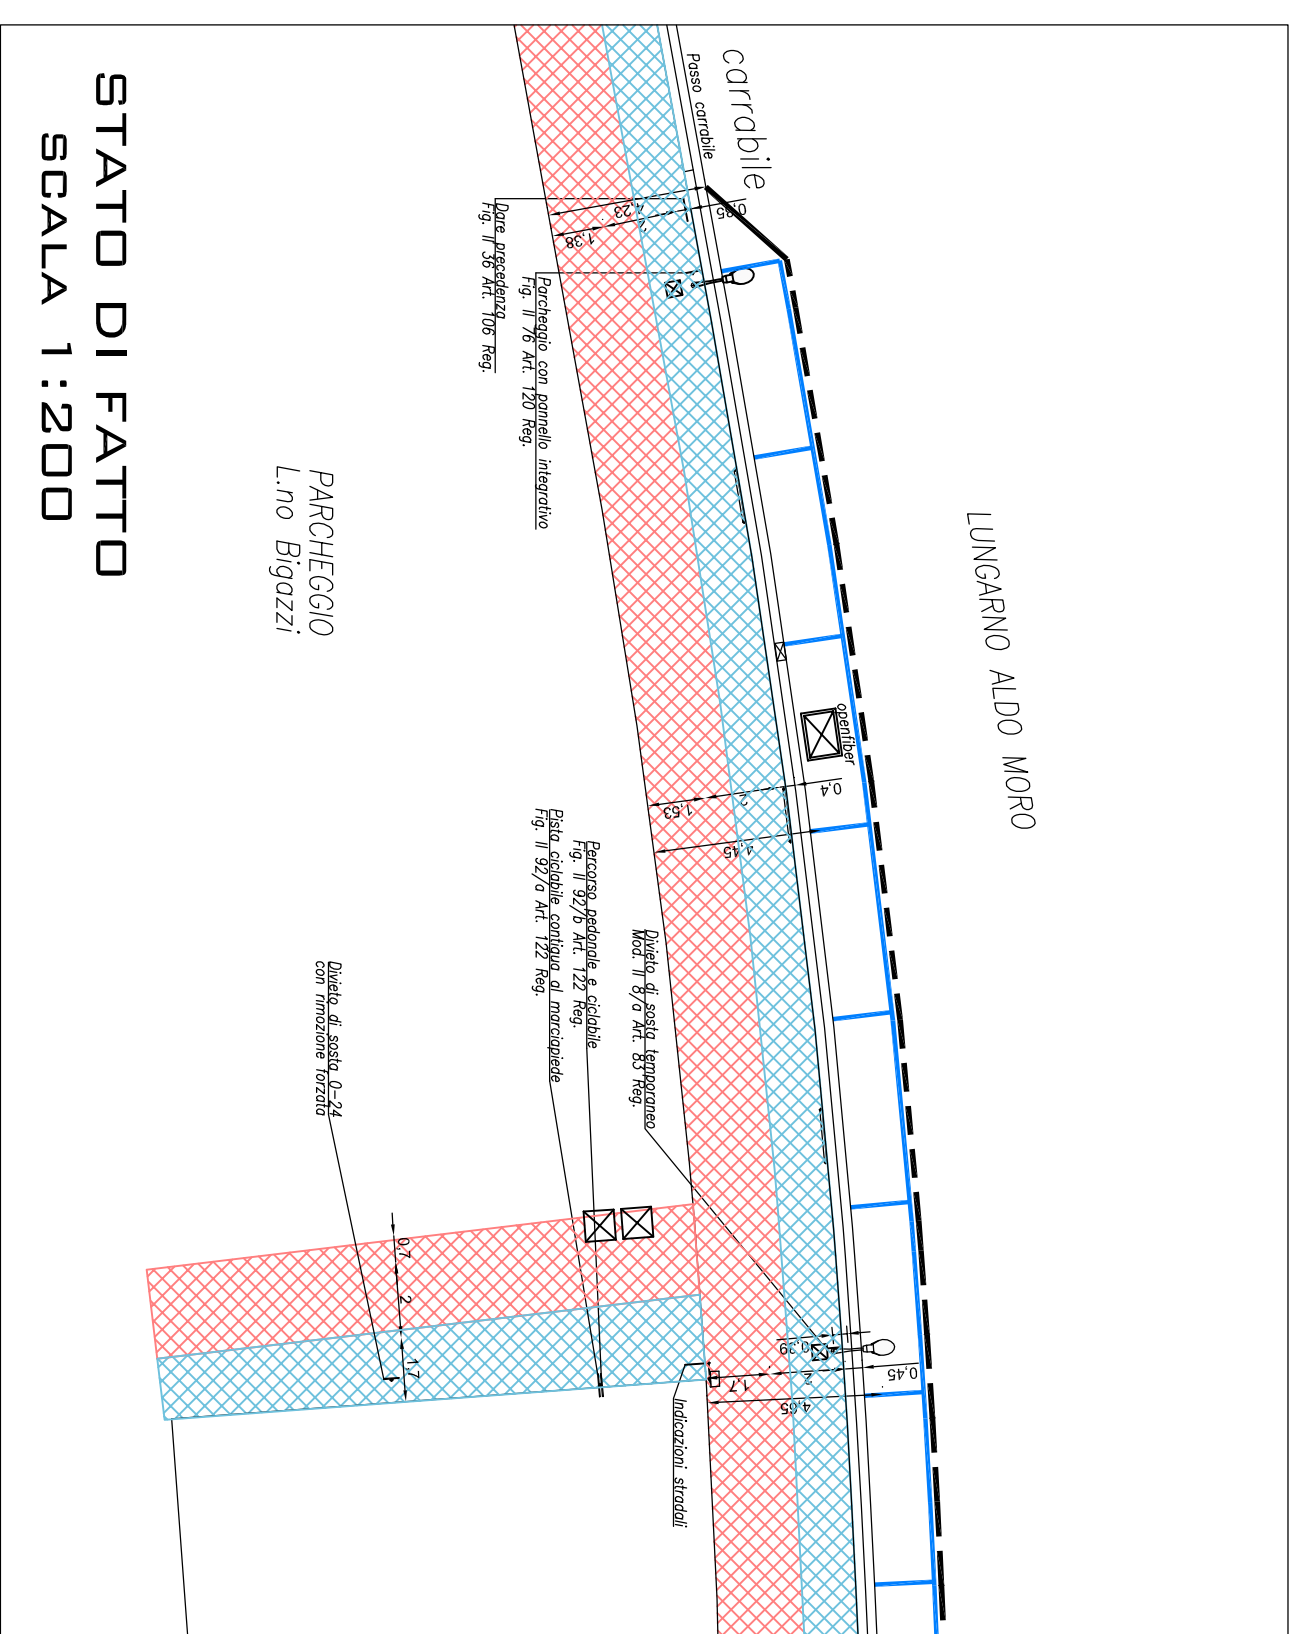 STATO DI FATTO
SCALA 1:200
carrabile
Passo carrabile
LUNGARNO ALDO MORO
PARCHEGGIO
L.no Bigazzi
Dare precedenza
Fig. II 36 Art. 106 Reg.
Parcheggio con pannello integrativo
Fig. II 76 Art. 120 Reg.
openfiber
Divieto di sosta temporaneo
Mod. II 8/a Art. 83 Reg.
Percorso pedonale e ciclabile
Fig. II 92/b Art. 122 Reg.
Pista ciclabile contigua al marciapiede
Fig. II 92/a Art. 122 Reg.
Divieto di sosta 0-24
con rimozione forzata
Indicazioni stradali
4,23
1,38
0,4
2
1,53
4,45
0,39
0,45
2
1,7
4,65
0,7
2
1,7